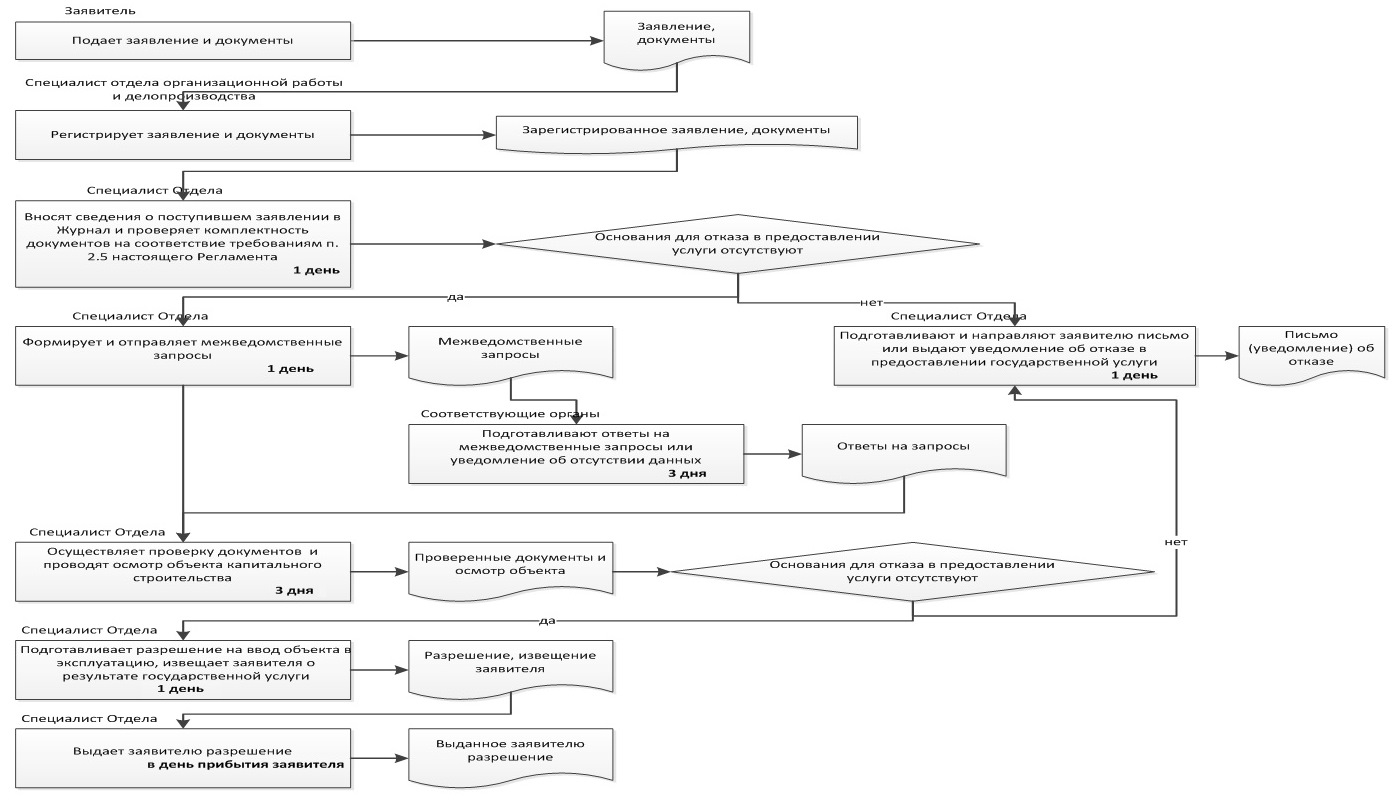 Заявитель
Подает заявление и документы
Заявление,
документы
Специалист отдела организационной работы
и делопроизводства
Регистрирует заявление и документы
Зарегистрированное заявление, документы
Специалист Отдела
Вносят сведения о поступившем заявлении в
Журнал и проверяет комплектность
документов на соответствие требованиям п.
2.5 настоящего Регламента
1 день
Основания для отказа в предоставлении
услуги отсутствуют
да
нет
Специалист Отдела
Формирует и отправляет межведомственные
запросы
1 день
Межведомственные
запросы
Специалист Отдела
Подготавливают и направляют заявителю письмо
или выдают уведомление об отказе в
предоставлении государственной услуги
1 день
Письмо
(уведомление) об
отказе
Соответствующие органы
Подготавливают ответы на
межведомственные запросы или
уведомление об отсутствии данных
3 дня
Ответы на запросы
Специалист Отдела
Осуществляет проверку документов и
проводят осмотр объекта капитального
строительства
3 дня
Проверенные документы и
осмотр объекта
Основания для отказа в предоставлении
услуги отсутствуют
нет
да
Специалист Отдела
Подготавливает разрешение на ввод объекта в
эксплуатацию, извещает заявителя о
результате государственной услуги
1 день
Разрешение, извещение
заявителя
Специалист Отдела
Выдает заявителю разрешение
в день прибытия заявителя
Выданное заявителю
разрешение